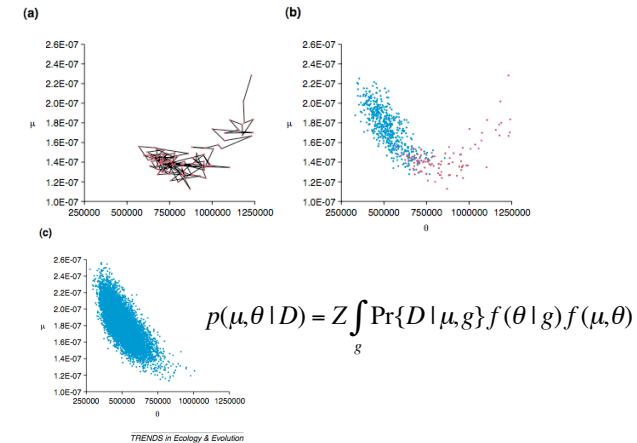 (a)
2.6E-07
2.4E-07
2.2E-07
2.0E-07
μ
1.8E-07
1.6E-07
1.4E-07
1.2E-07
1.0E-07
250000 500000 750000 1000000 1250000
(b)
2.6E-07
2.4E-07
2.2E-07
2.0E-07
μ
1.8E-07
1.6E-07
1.4E-07
1.2E-07
1.0E-07
250000 500000 750000 1000000 1250000
θ
(c)
2.6E-07
2.4E-07
2.2E-07
2.0E-07
μ
1.8E-07
1.6E-07
1.4E-07
1.2E-07
1.0E-07
250000 500000 750000 1000000 1250000
θ
p(μ,θ | D) = Z∫g Pr{D | μ,g} f(θ | g) f(μ,θ)
TRENDS in Ecology & Evolution